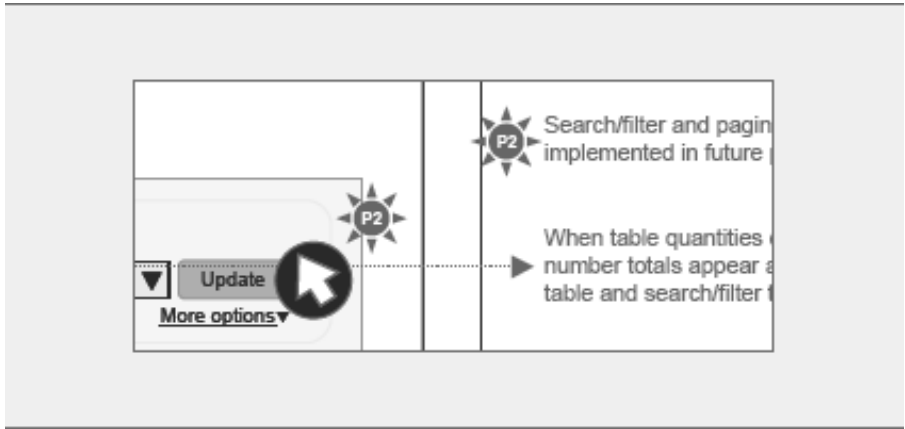 P2
Update
More options
P2
Search/filter and pagin
implemented in future
When table quantities
number totals appear a
table and search/filter t